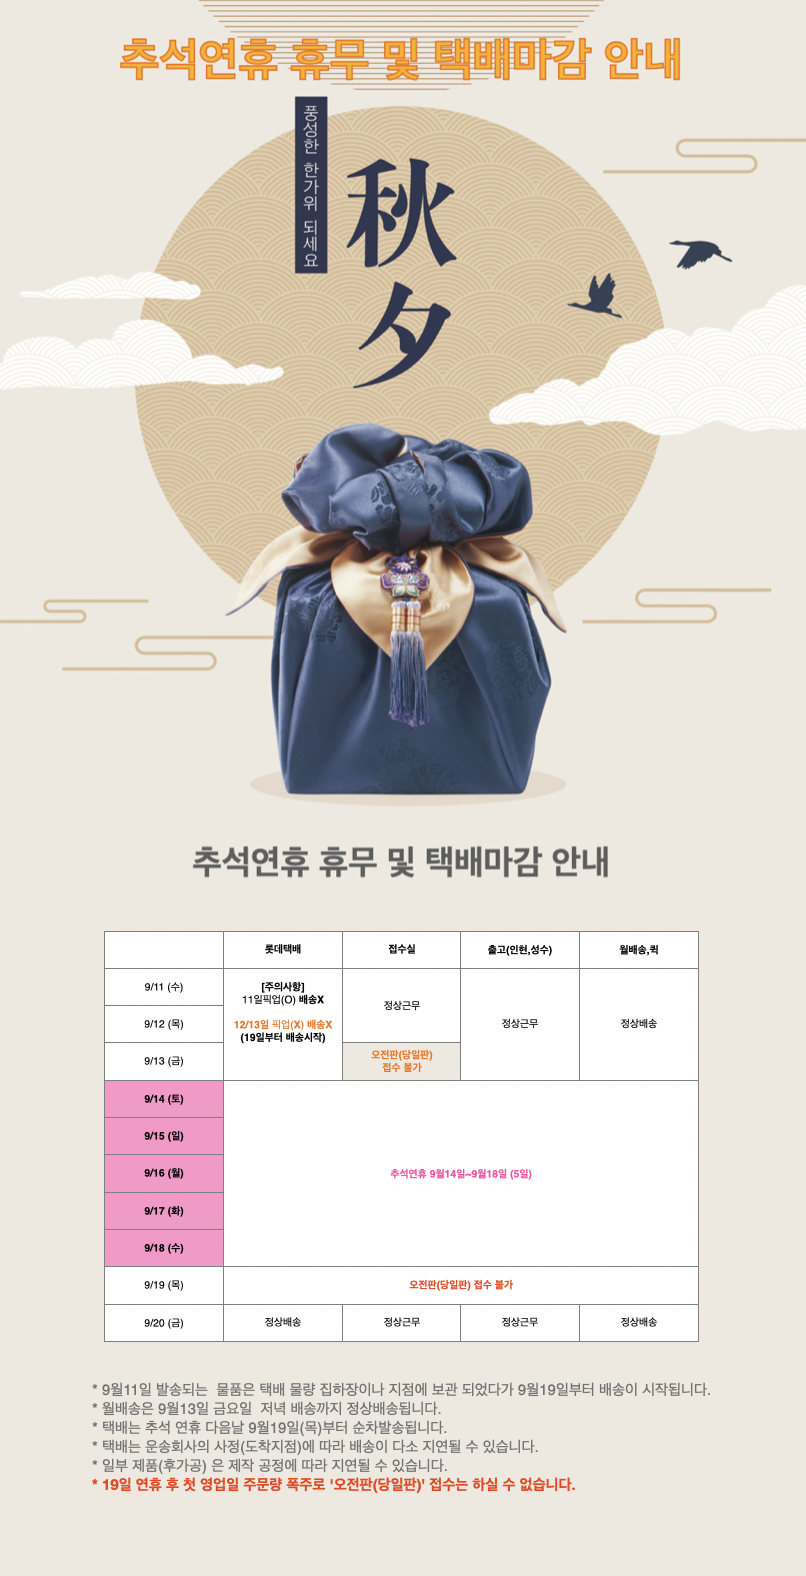 추석연휴 휴무 및 택배마감 안내
풍성한 한가위 되세요
秋
夕
추석연휴 휴무 및 택배마감 안내
롯데택배 접수실 출고(인현,성수) 월배송,퀵
9/11 (수)
[주의사항]
11일픽업(O) 배송X
12/13일 픽업(X) 배송X
(19일부터 배송시작)
정상근무
정상근무
정상배송
9/12 (목)
9/13 (금)
오전판(당일판)
접수 불가
9/14 (토)
9/15 (일)
9/16 (월)
추석연휴 9월14일~9월18일 (5일)
9/17 (화)
9/18 (수)
9/19 (목) 오전판(당일판) 접수 불가
9/20 (금) 정상배송 정상근무 정상근무 정상배송
* 9월11일 발송되는  물품은 택배 물량 집하장이나 지점에 보관 되었다가 9월19일부터 배송이 시작됩니다.
* 월배송은 9월13일 금요일  저녁 배송까지 정상배송됩니다.
* 택배는 추석 연휴 다음날 9월19일(목)부터 순차발송됩니다.
* 택배는 운송회사의 사정(도착지점)에 따라 배송이 다소 지연될 수 있습니다.
* 일부 제품(후가공) 은 제작 공정에 따라 지연될 수 있습니다.
* 19일 연휴 후 첫 영업일 주문량 폭주로 '오전판(당일판)' 접수는 하실 수 없습니다.